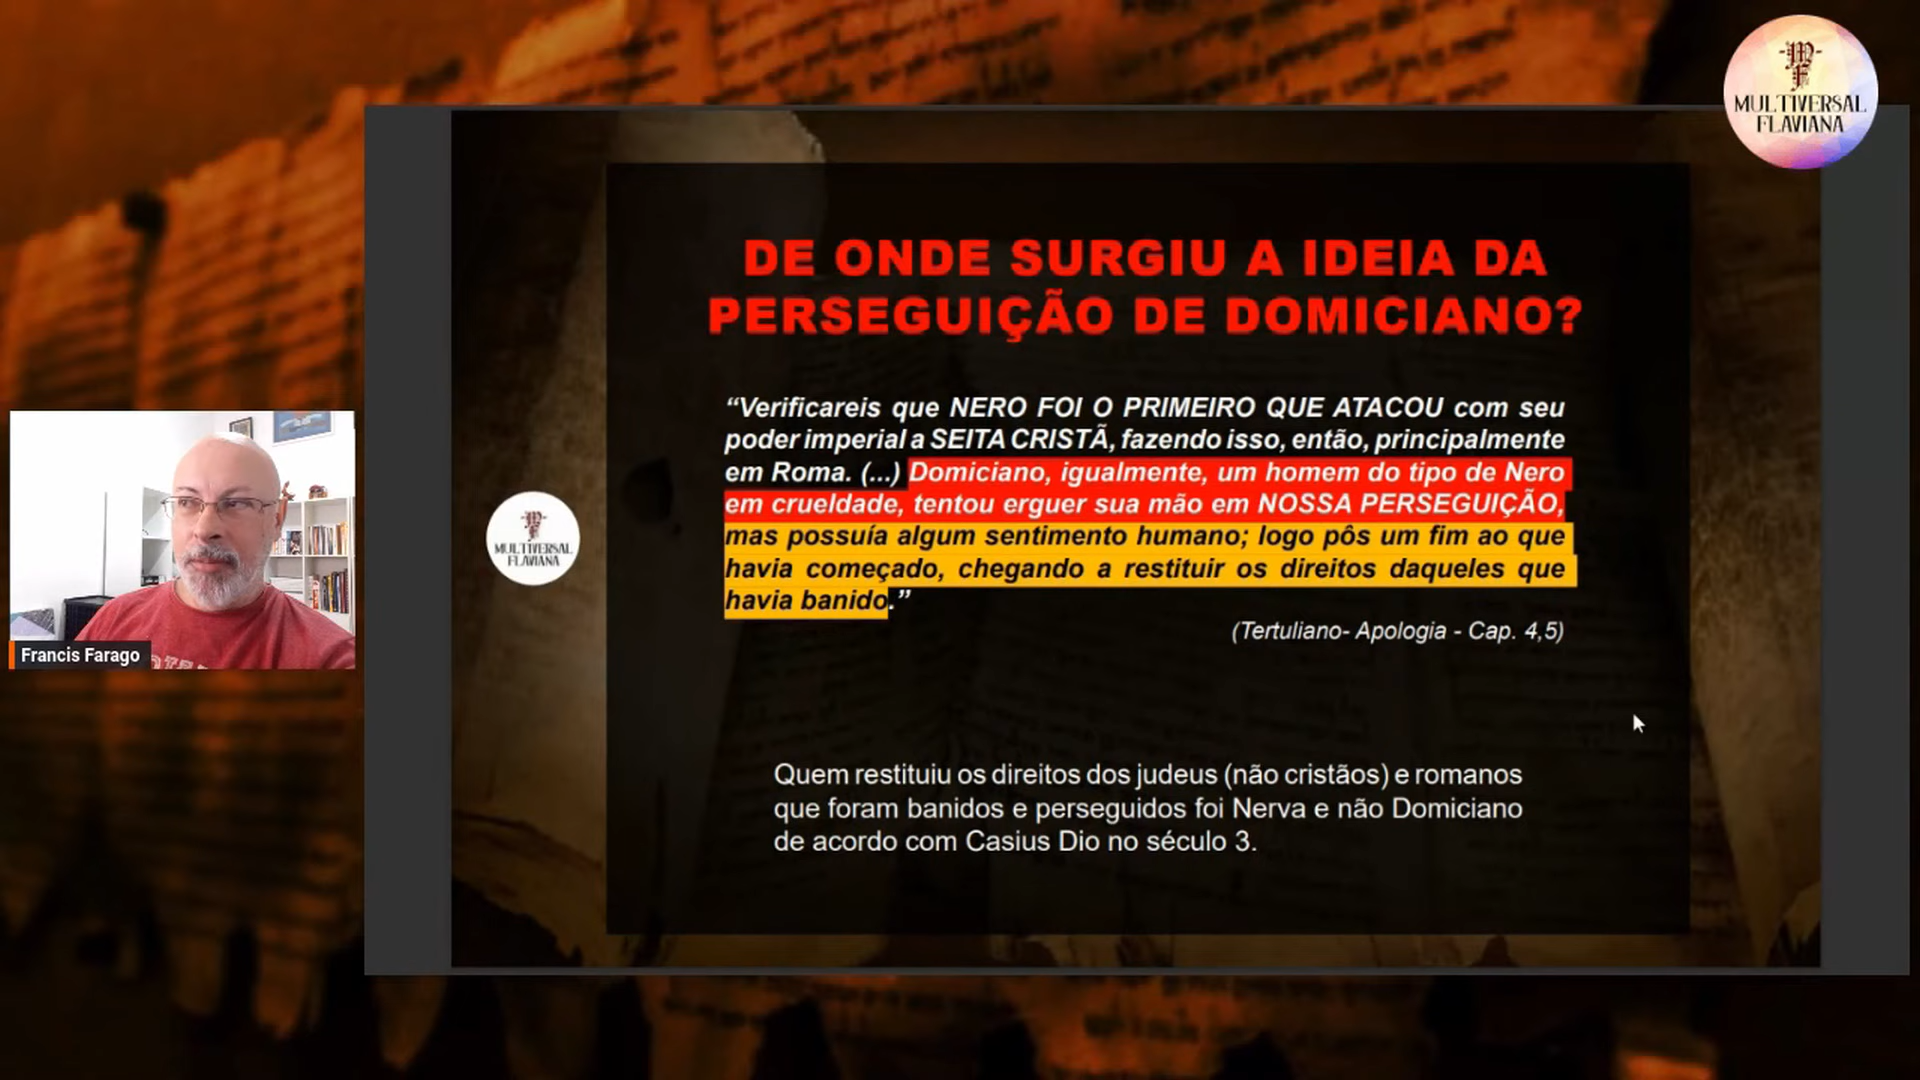 MULTIVERSAL
FLAVIANA
DE ONDE SURGIU A IDEIA DA
PERSEGUIÇÃO DE DOMICIANO?
“Verificareis que NERO FOI O PRIMEIRO QUE ATACOU com seu
poder imperial a SEITA CRISTÃ, fazendo isso, então, principalmente
em Roma. (...) Domiciano, igualmente, um homem do tipo de Nero
em crueldade, tentou erguer sua mão em NOSSA PERSEGUIÇÃO,
mas possuía algum sentimento humano; logo pôs um fim ao que
havia começado, chegando a restituir os direitos daqueles que
havia banido.”
(Tertuliano- Apologia - Cap. 4,5)
MULTIVERSAL
FLAVIANA
Francis Farago
Quem restituiu os direitos dos judeus (não cristãos) e romanos
que foram banidos e perseguidos foi Nerva e não Domiciano
de acordo com Casius Dio no século 3.